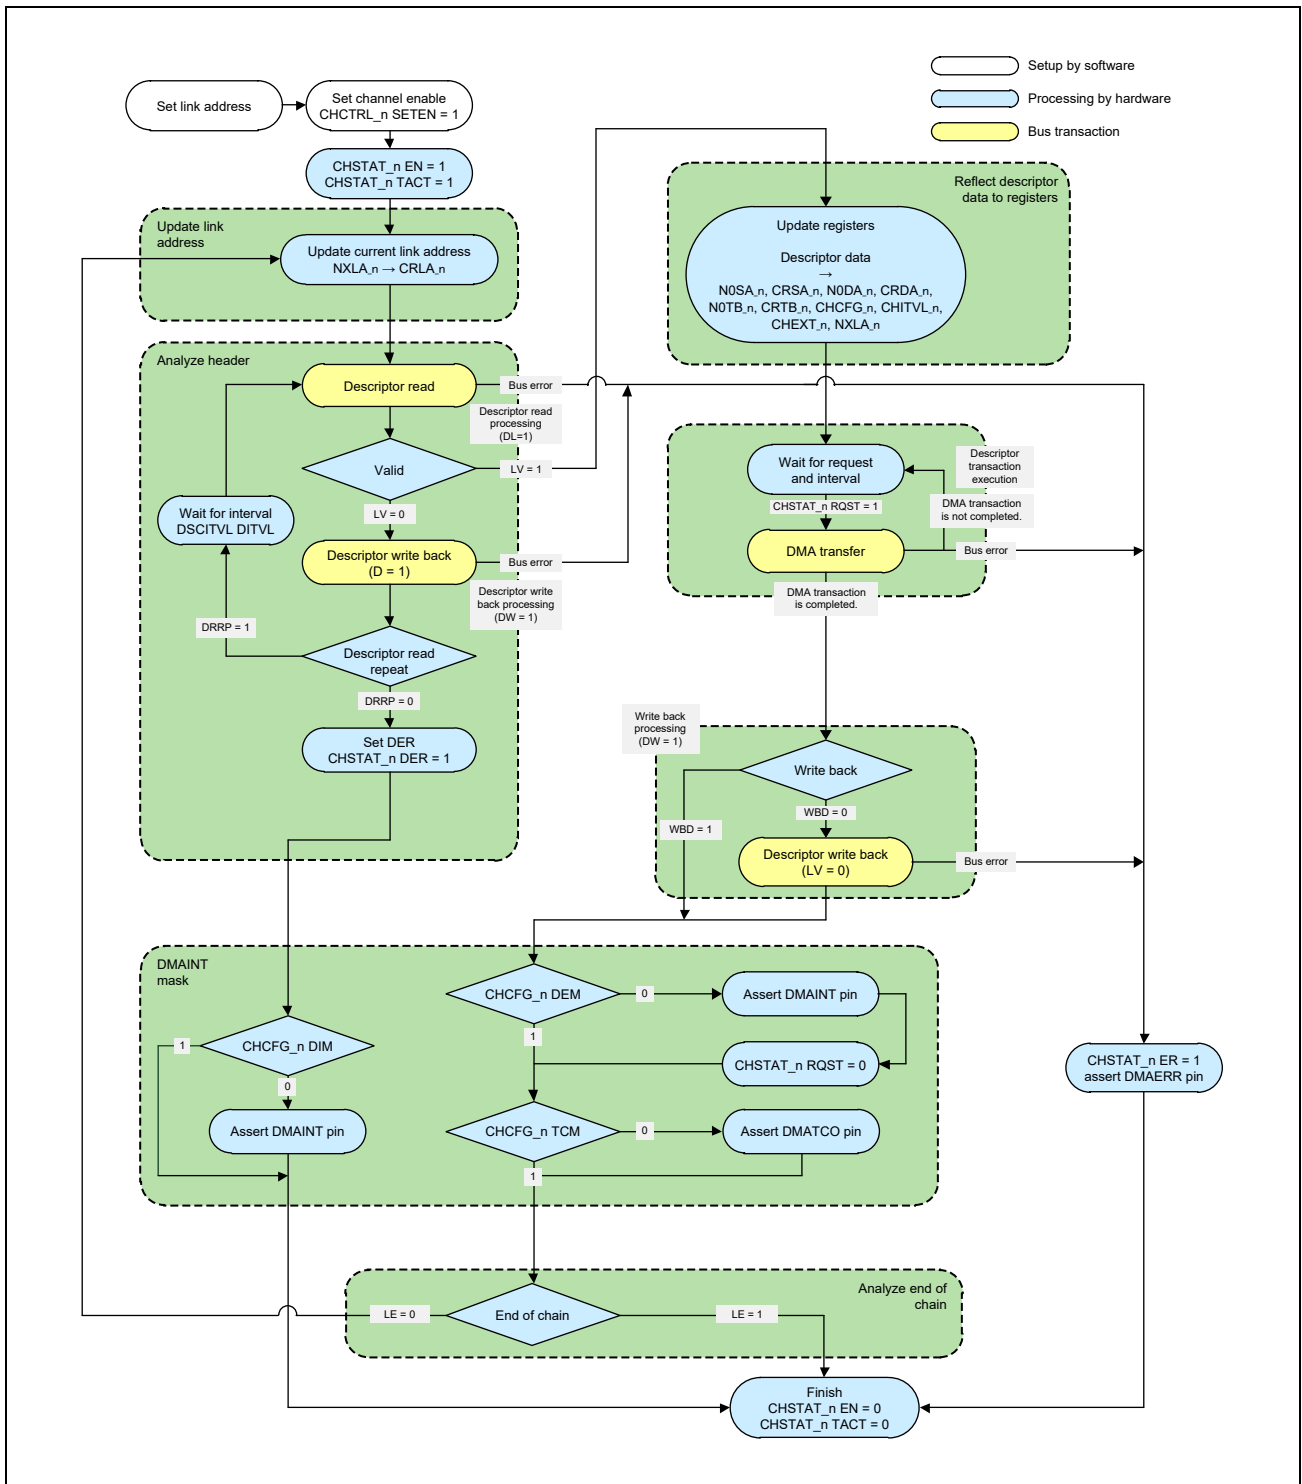 Setup by software
Processing by hardware
Bus transaction
Set link address
Set channel enable
CHCTRL_n SETEN = 1
CHSTAT_n EN = 1
CHSTAT_n TACT = 1
Update link
address
Update current link address
NXLA_n → CRLA_n
Reflect descriptor
data to registers
Update registers
Descriptor data
→
N0SA_n, CRSA_n, N0DA_n, CRDA_n,
N0TB_n, CRTB_n, CHCFG_n, CHITVL_n,
CHEXT_n, NXLA_n
Analyze header
Descriptor read
Bus error
Descriptor read
processing
(DL=1)
Valid
LV = 1
LV = 0
Wait for interval
DSCITVL DITVL
Descriptor write back
(D = 1)
Bus error
Descriptor write
back processing
(DW = 1)
DRRP = 1
Descriptor read
repeat
DRRP = 0
Set DER
CHSTAT_n DER = 1
Wait for request
and interval
Descriptor
transaction
execution
CHSTAT_n RQST = 1
DMA transaction
is not completed.
DMA transfer
Bus error
DMA transaction
is completed.
Write back
processing
(DW = 1)
Write back
WBD = 0
WBD = 1
Descriptor write back
(LV = 0)
Bus error
DMAINT
mask
CHCFG_n DEM
0
Assert DMAINT pin
1
CHSTAT_n RQST = 0
1
CHCFG_n DIM
0
Assert DMAINT pin
CHCFG_n TCM
0
Assert DMATCO pin
1
CHSTAT_n ER = 1
assert DMAERR pin
Analyze end of
chain
LE = 0
End of chain
LE = 1
Finish
CHSTAT_n EN = 0
CHSTAT_n TACT = 0